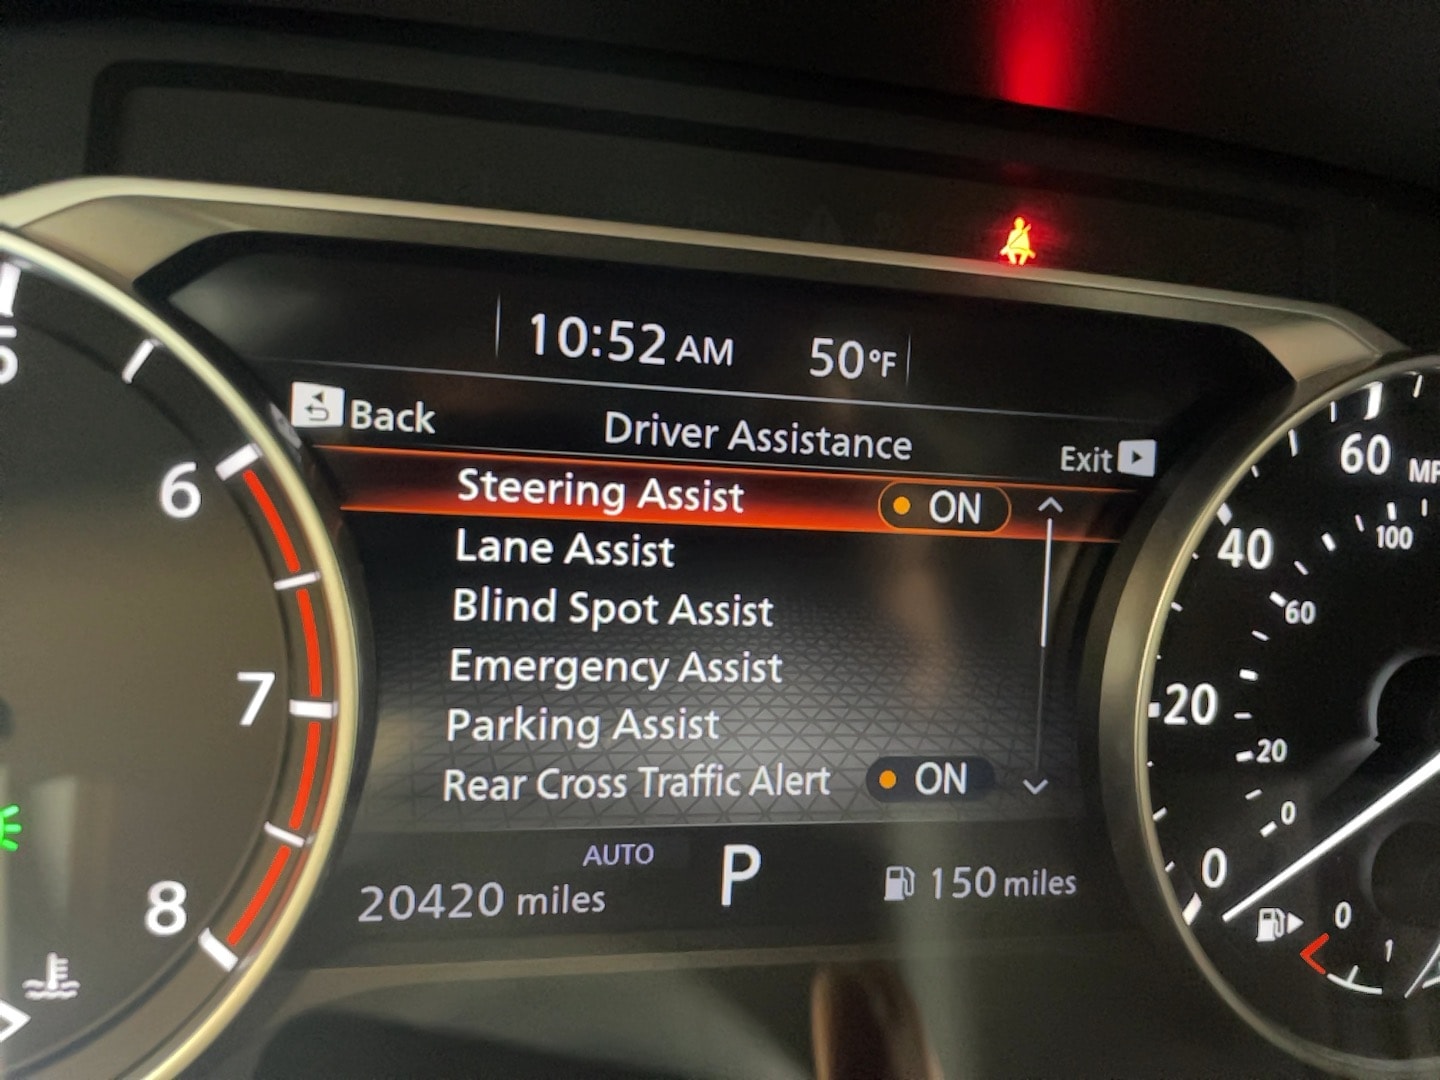 10:52 AM 50°F
Back Driver Assistance Exit
Steering Assist ON
Lane Assist
Blind Spot Assist
Emergency Assist
Parking Assist
Rear Cross Traffic Alert ON
AUTO
20420 miles P 150 miles
6
7
8
60
40
20
0
100
60
20
0
0
1